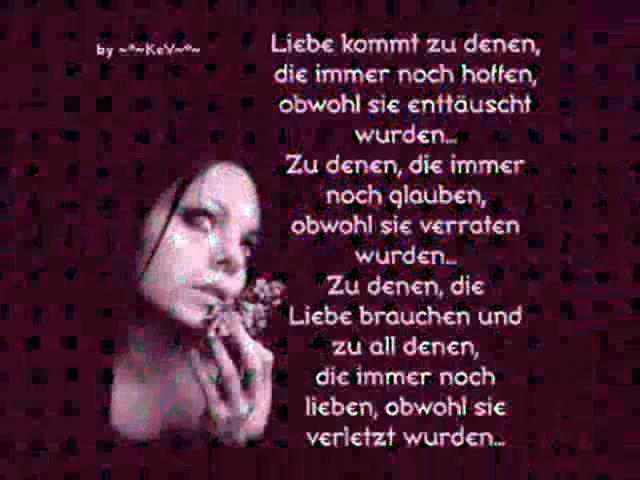 by ~*~KeV~*~
Liebe kommt zu denen,
die immer noch hoffen,
obwohl sie enttäuscht
wurden...
Zu denen, die immer
noch glauben,
obwohl sie verraten
wurden...
Zu denen, die
Liebe brauchen und
zu all denen,
die immer noch
lieben, obwohl sie
verletzt wurden...